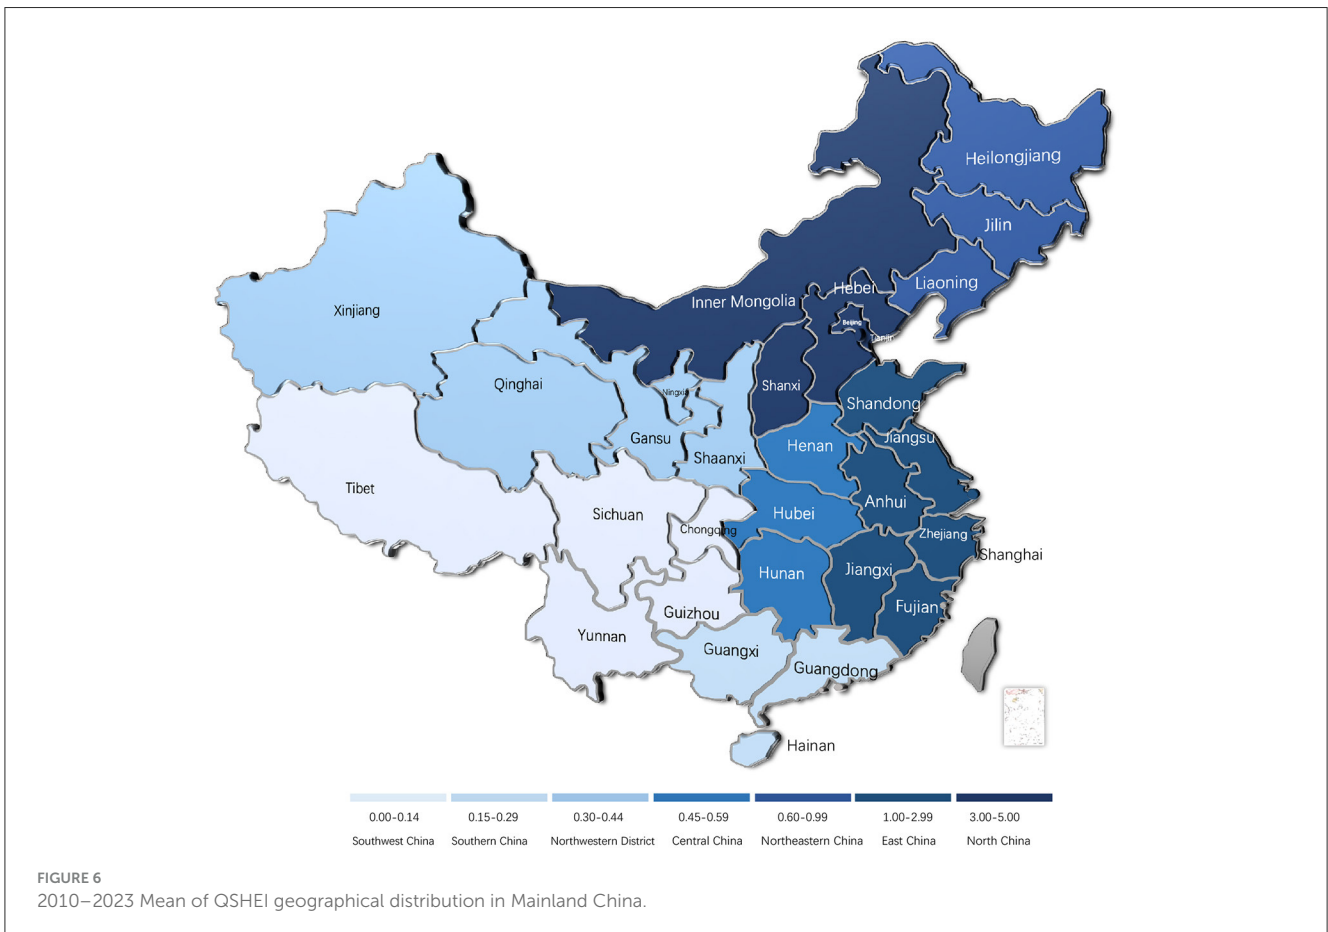 Heilongjiang
Jilin
Liaoning
Hebei
Inner Mongolia
Beijing
Tianjin
Xinjiang
Qinghai
Ningxia
Shanxi
Shandong
Gansu
Shaanxi
Henan
Jiangsu
Tibet
Sichuan
Chongqing
Hubei
Anhui
Zhejiang
Shanghai
Hunan
Jiangxi
Guizhou
Fujian
Yunnan
Guangxi
Guangdong
Hainan
0.00-0.14 0.15-0.29 0.30-0.44 0.45-0.59 0.60-0.99 1.00-2.99 3.00-5.00
Southwest China Southern China Northwestern District Central China Northeastern China East China North China
FIGURE 6
2010–2023 Mean of QSHEI geographical distribution in Mainland China.